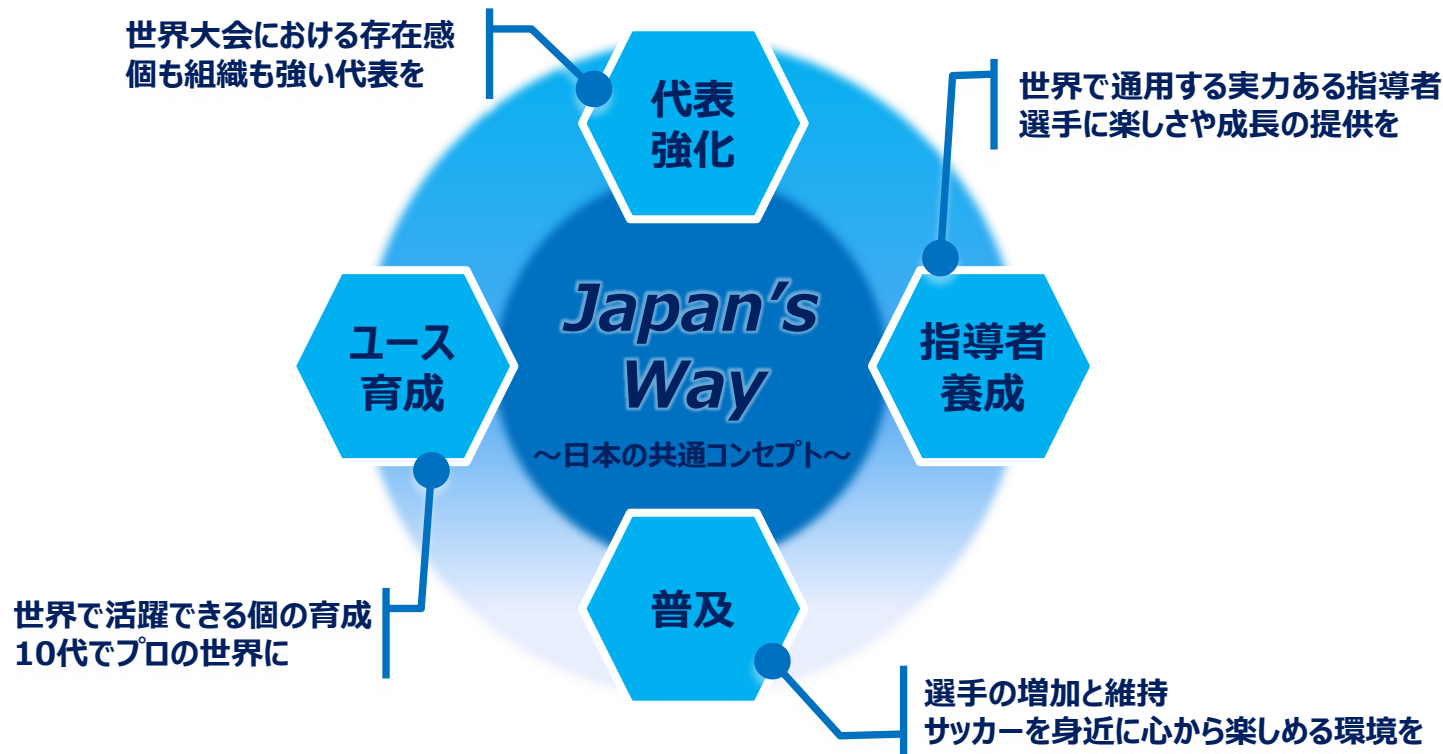 世界大会における存在感
個も組織も強い代表を
代表
強化
世界で通用する実力ある指導者
選手に楽しさや成長の提供を
Japan's
Way
～日本の共通コンセプト～
ユース
育成
指導者
養成
世界で活躍できる個の育成
10代でプロの世界に
普及
選手の増加と維持
サッカーを身近に心から楽しめる環境を